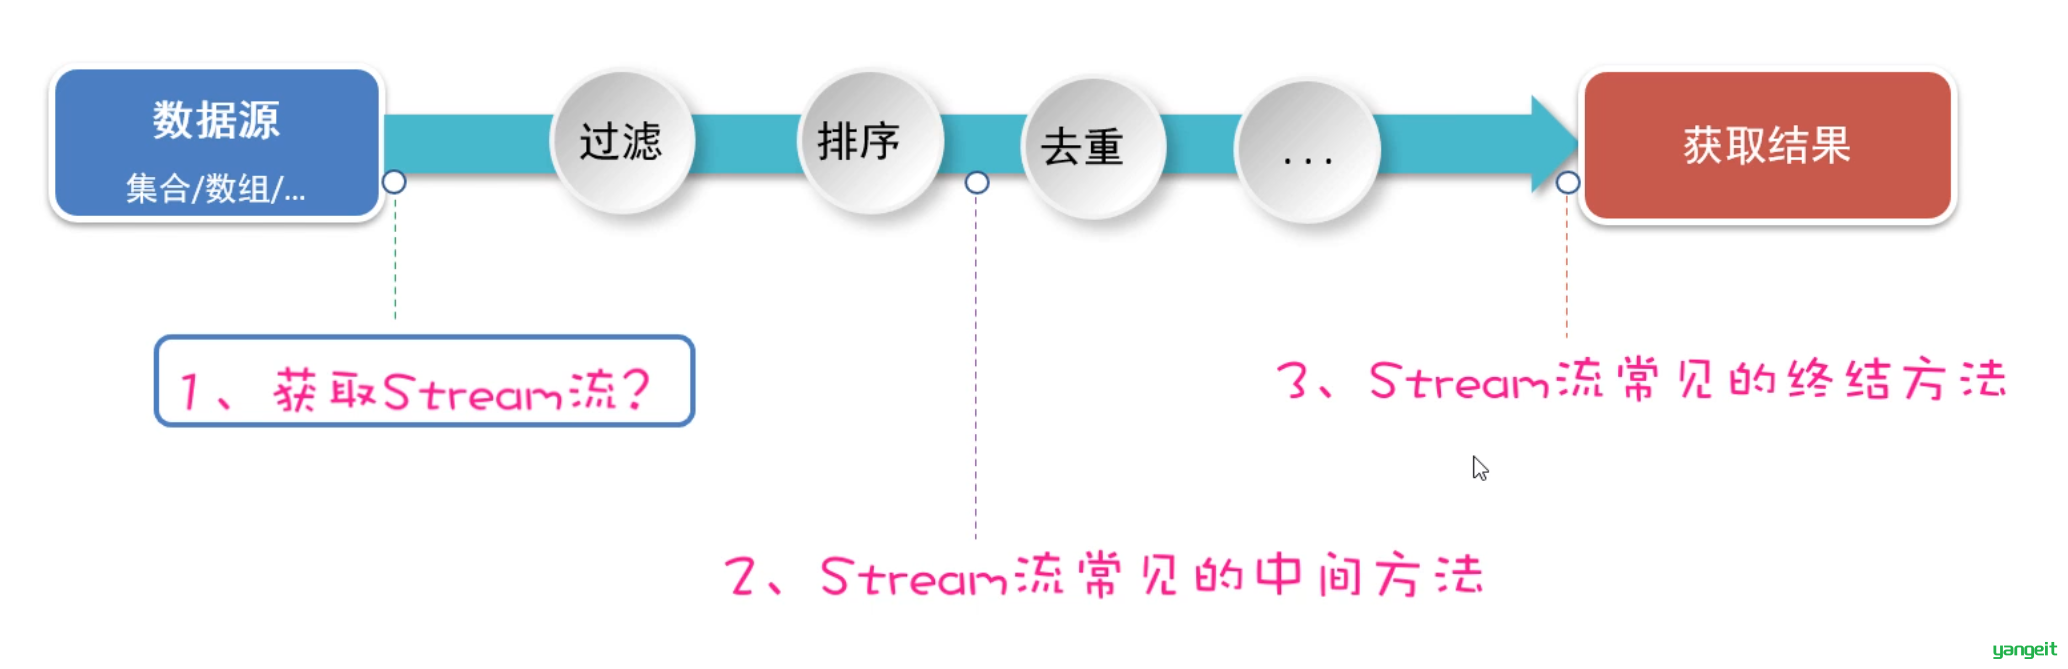 数据源
集合/数组/...
过滤
排序
去重
...
获取结果
1、获取Stream流?
3、Stream流常见的终结方法
2、Stream流常见的中间方法
yangeit